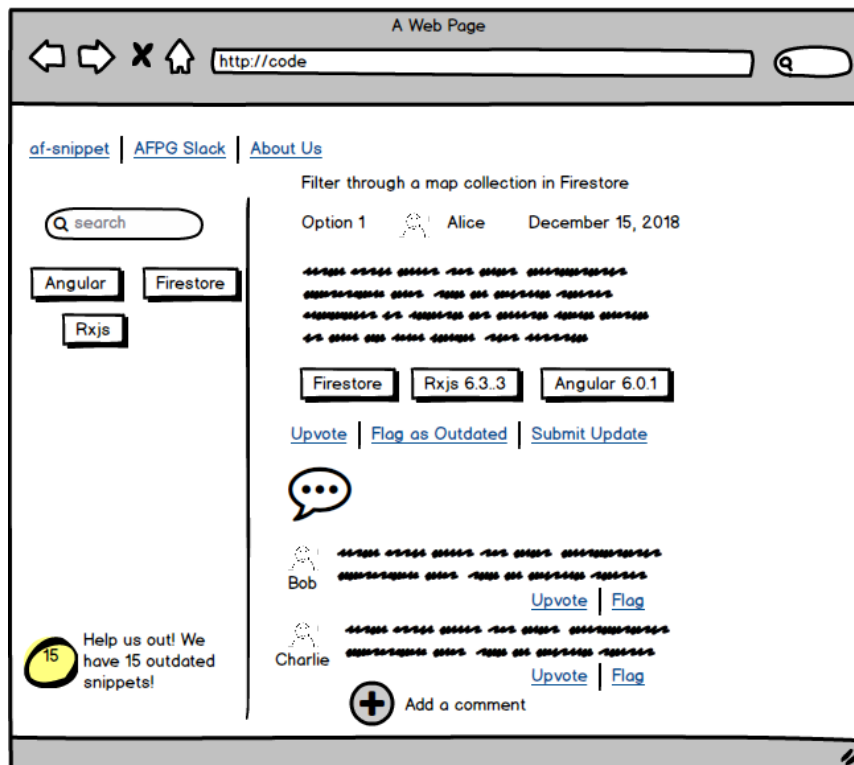 A Web Page
http://code
af-snippet | AFPG Slack | About Us
Filter through a map collection in Firestore
search
Option 1 Alice December 15, 2018
Angular Firestore
Rxjs
Firestore Rxjs 6.3..3 Angular 6.0.1
Upvote | Flag as Outdated | Submit Update
Bob
Upvote | Flag
Charlie
Upvote | Flag
15
Help us out! We
have 15 outdated
snippets!
Add a comment